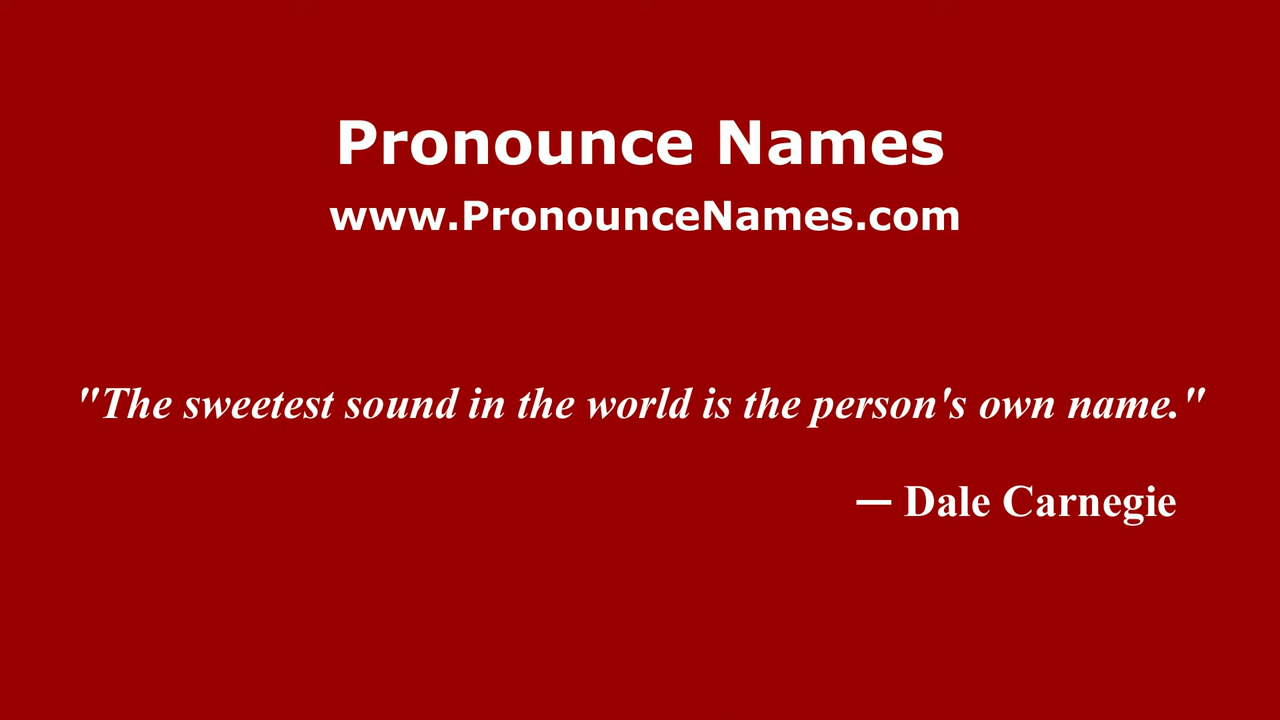 Pronounce Names
www.PronounceNames.com
"The sweetest sound in the world is the person's own name."
— Dale Carnegie